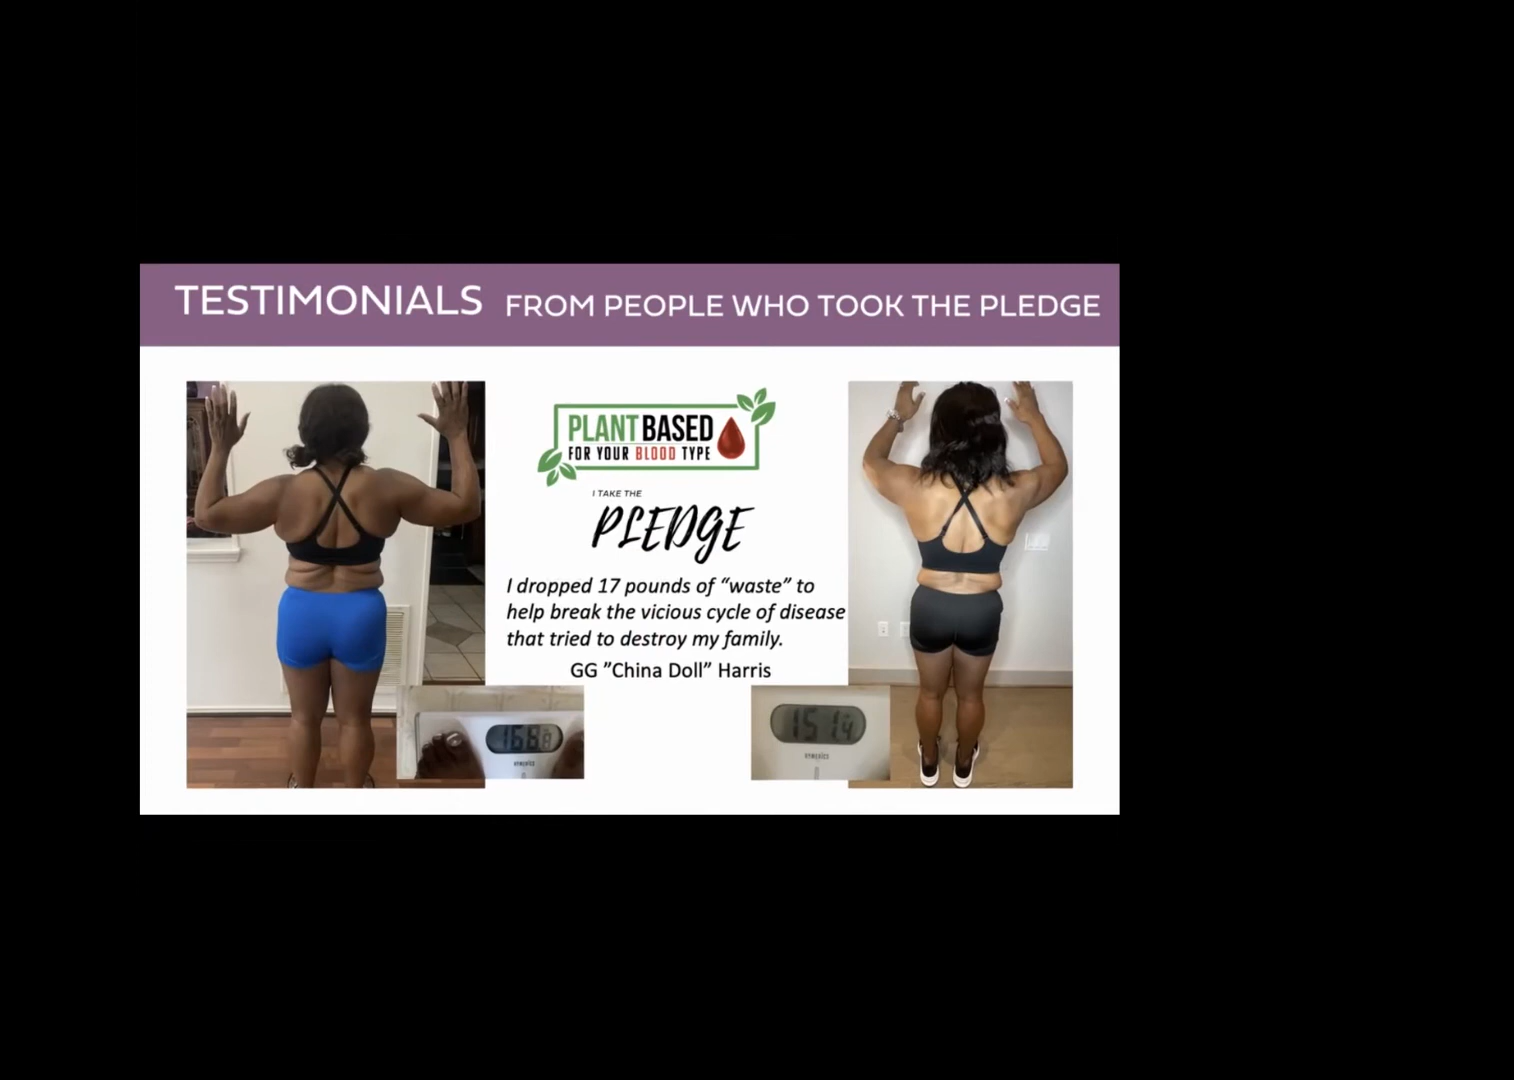 TESTIMONIALS FROM PEOPLE WHO TOOK THE PLEDGE
PLANT BASED
FOR YOUR BLOOD TYPE
I TAKE THE
PLEDGE
I dropped 17 pounds of “waste” to
help break the vicious cycle of disease
that tried to destroy my family.
GG ”China Doll” Harris
168.8
HOMEDICS
151.4
HOMEDICS